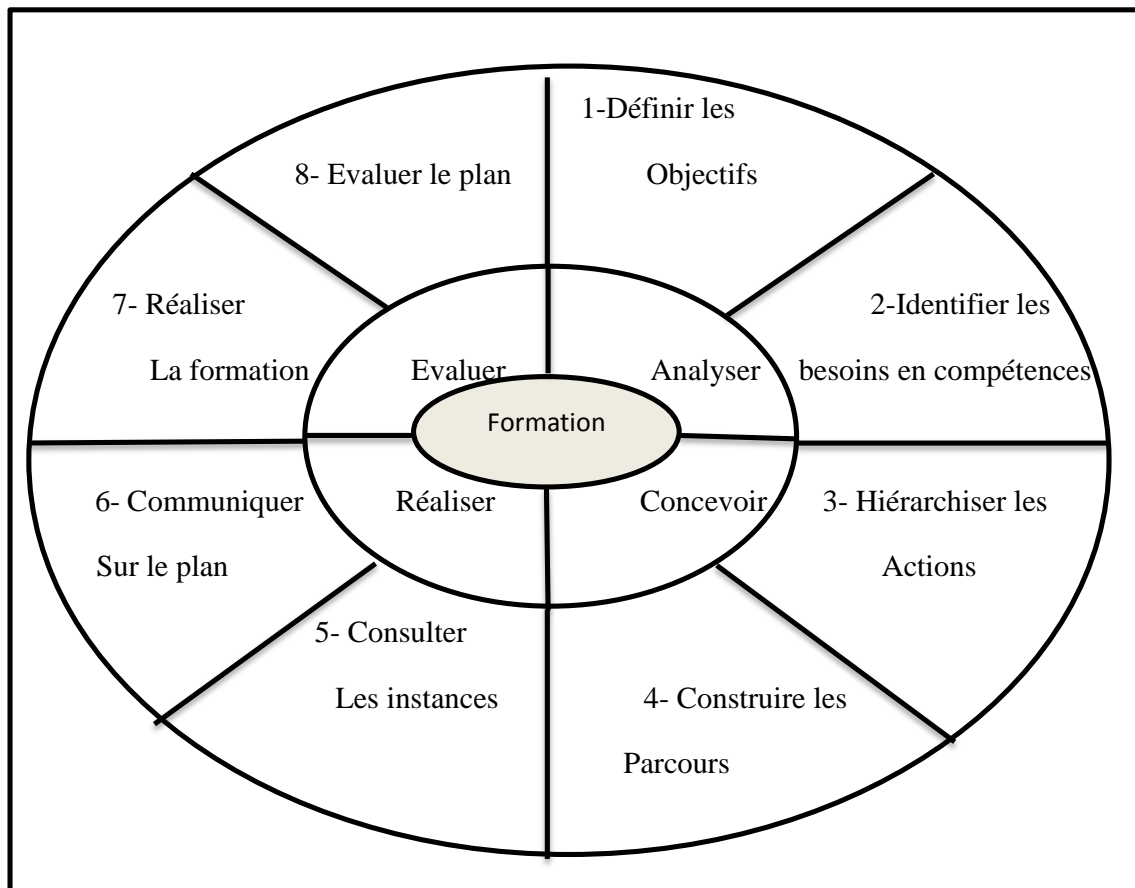 1-Définir les
Objectifs
2-Identifier les
besoins en compétences
3- Hiérarchiser les
Actions
4- Construire les
Parcours
5- Consulter
Les instances
6- Communiquer
Sur le plan
7- Réaliser
La formation
8- Evaluer le plan
Evaluer
Analyser
Formation
Réaliser
Concevoir